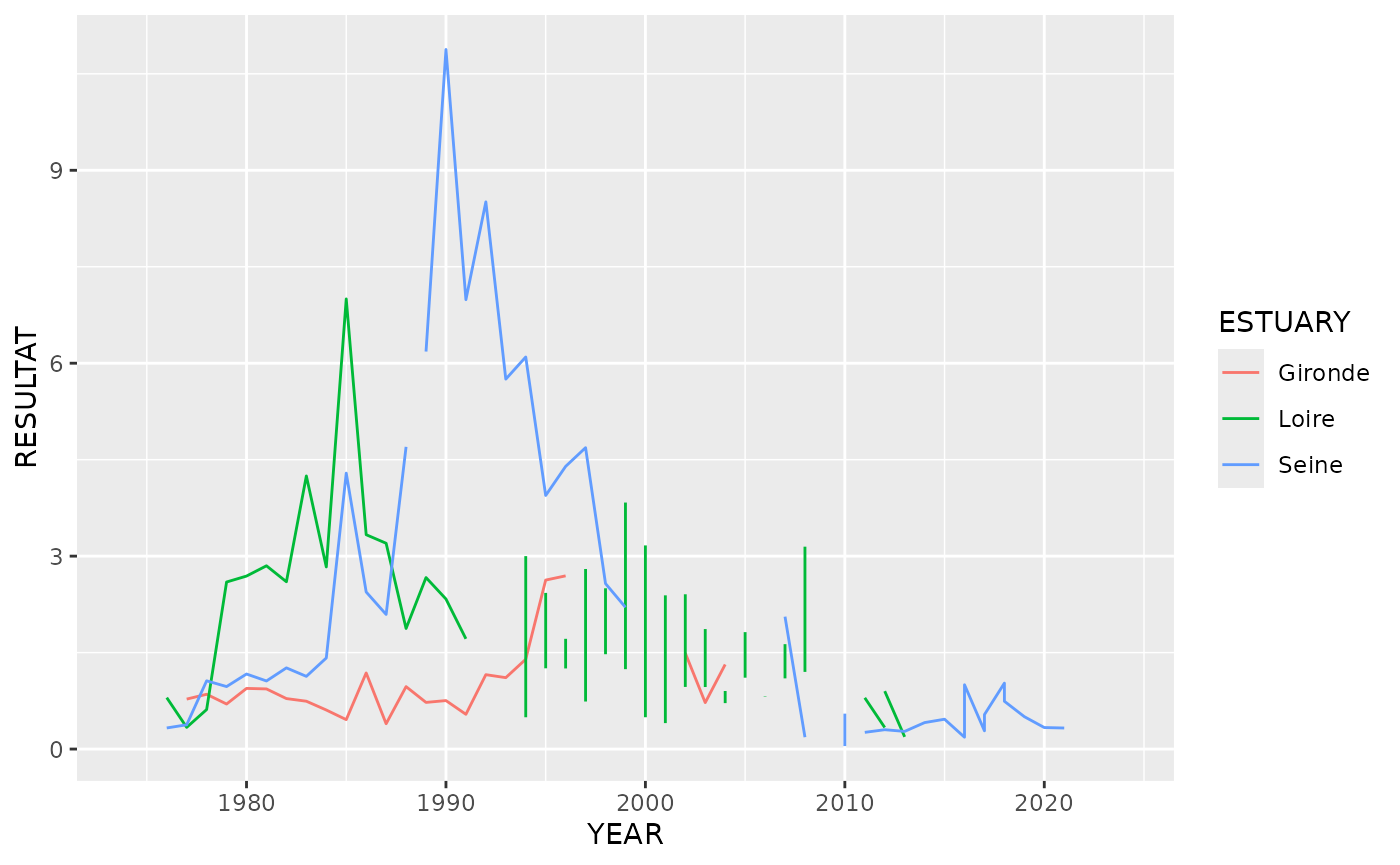 9
6
3
0
RESULTAT
1980 1990 2000 2010 2020
YEAR
ESTUARY
Gironde
Loire
Seine